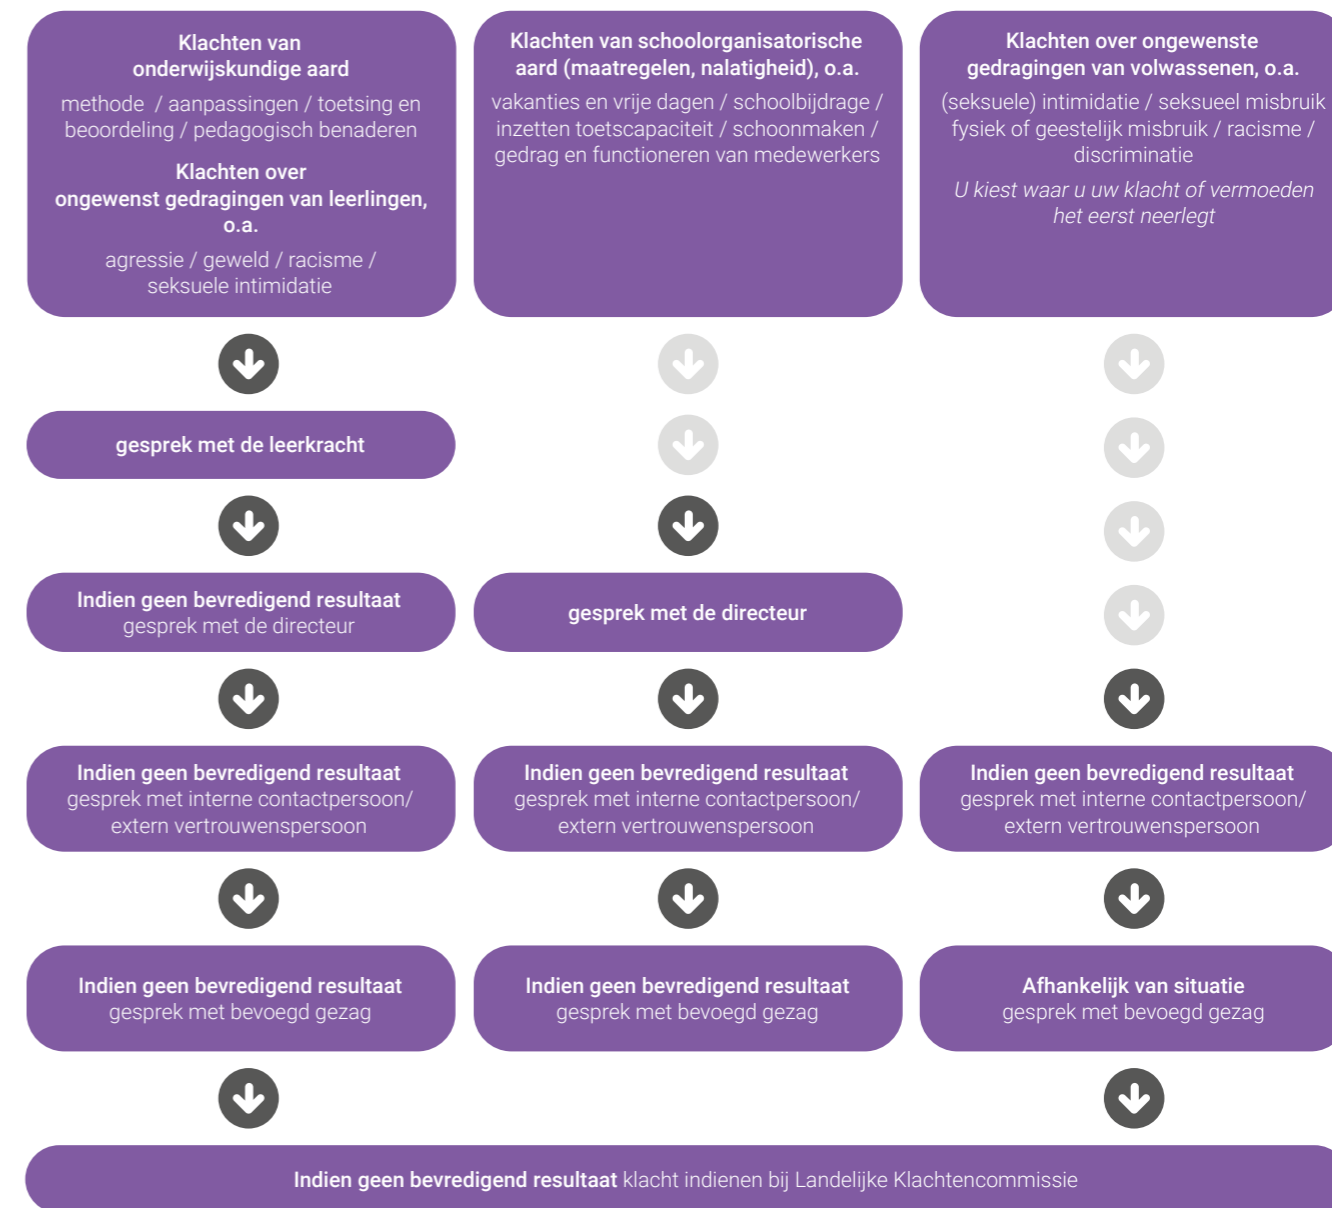 Klachten van
onderwijskundige aard
methode / aanpassingen / toetsing en
beoordeling / pedagogisch benaderen
Klachten over
ongewenst gedragingen van leerlingen,
o.a.
agressie / geweld / racisme /
seksuele intimidatie
Klachten van schoolorganisatorische
aard (maatregelen, nalatigheid), o.a.
vakanties en vrije dagen / schoolbijdrage /
inzetten toetscapaciteit / schoonmaken /
gedrag en functioneren van medewerkers
Klachten over ongewenste
gedragingen van volwassenen, o.a.
(seksuele) intimidatie / seksueel misbruik
fysiek of geestelijk misbruik / racisme /
discriminatie
U kiest waar u uw klacht of vermoeden
het eerst neerlegt
gesprek met de leerkracht
Indien geen bevredigend resultaat
gesprek met de directeur
gesprek met de directeur
Indien geen bevredigend resultaat
gesprek met interne contactpersoon/
extern vertrouwenspersoon
Indien geen bevredigend resultaat
gesprek met interne contactpersoon/
extern vertrouwenspersoon
Indien geen bevredigend resultaat
gesprek met interne contactpersoon/
extern vertrouwenspersoon
Indien geen bevredigend resultaat
gesprek met bevoegd gezag
Indien geen bevredigend resultaat
gesprek met bevoegd gezag
Afhankelijk van situatie
gesprek met bevoegd gezag
Indien geen bevredigend resultaat klacht indienen bij Landelijke Klachtencommissie